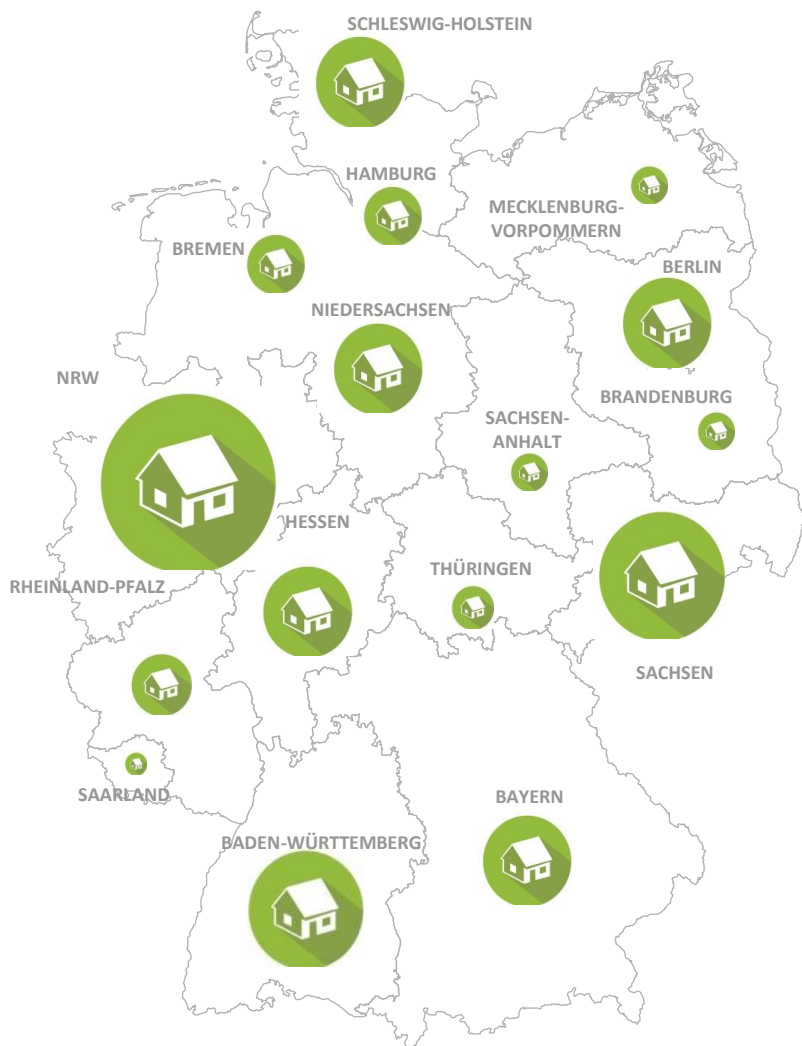 SCHLESWIG-HOLSTEIN
HAMBURG
MECKLENBURG-
VORPOMMERN
BREMEN
BERLIN
NIEDERSACHSEN
NRW
BRANDENBURG
SACHSEN-
ANHALT
HESSEN
THÜRINGEN
RHEINLAND-PFALZ
SACHSEN
SAARLAND
BAYERN
BADEN-WÜRTTEMBERG